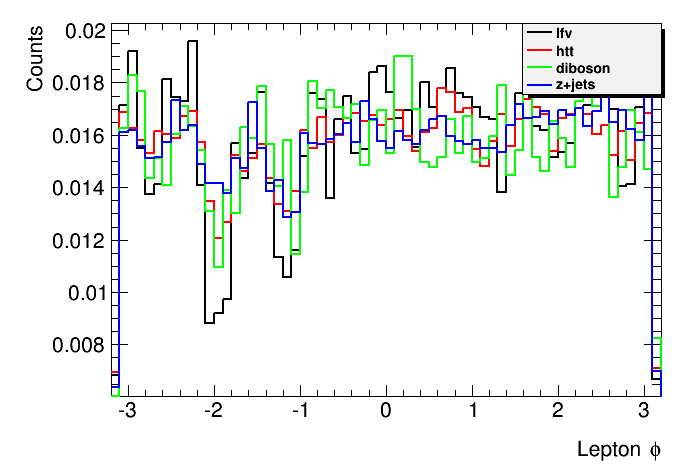 Counts
0.02
0.018
0.016
0.014
0.012
0.01
0.008
lfv
htt
diboson
z+jets
-3 -2 -1 0 1 2 3
Lepton ϕ